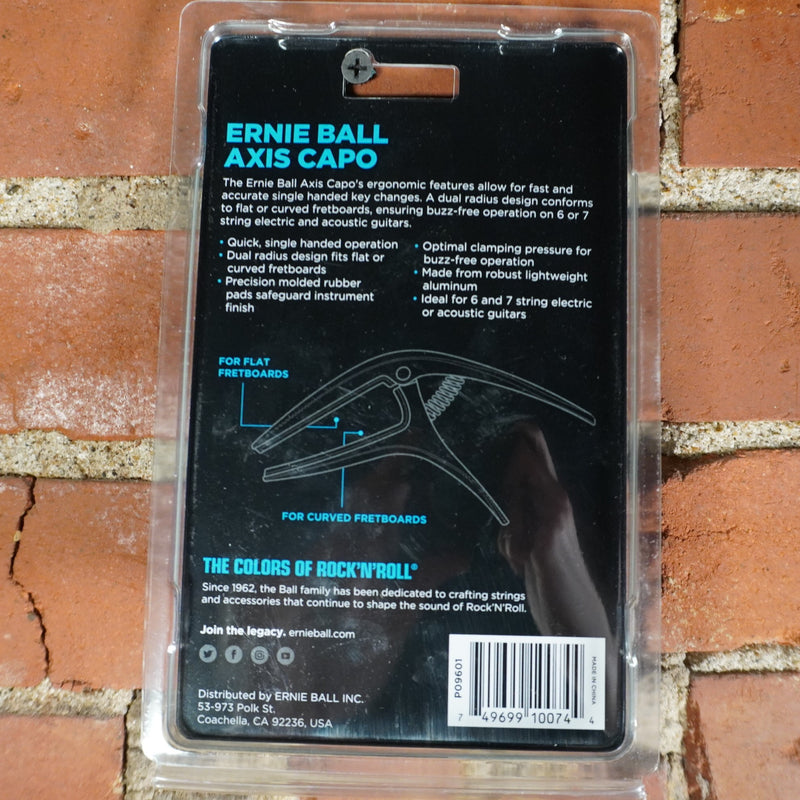 ERNIE BALL
AXIS CAPO
The Ernie Ball Axis Capo's ergonomic features allow for fast and
accurate single handed key changes. A dual radius design conforms
to flat or curved fretboards, ensuring buzz-free operation on 6 or 7
string electric and acoustic guitars.
• Quick, single handed operation
• Dual radius design fits flat or
curved fretboards
• Precision molded rubber
pads safeguard instrument
finish
• Optimal clamping pressure for
buzz-free operation
• Made from robust lightweight
aluminum
• Ideal for 6 and 7 string electric
or acoustic guitars
FOR FLAT
FRETBOARDS
FOR CURVED FRETBOARDS
THE COLORS OF ROCK'N'ROLL®
Since 1962, the Ball family has been dedicated to crafting strings
and accessories that continue to shape the sound of Rock'N'Roll.
Join the legacy. ernieball.com
Distributed by ERNIE BALL INC.
53-973 Polk St.
Coachella, CA 92236, USA
P09601
MADE IN CHINA
7 49699 10074 4